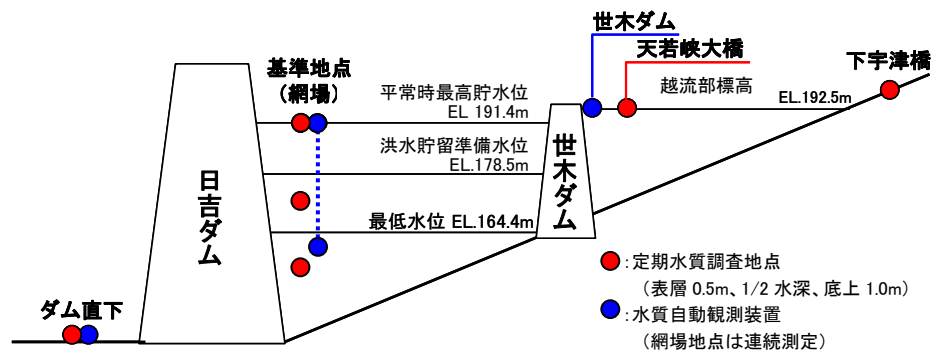 世木ダム
天若峡大橋
下宇津橋
基準地点
（網場）
平常時最高貯水位
EL 191.4m
越流部標高
EL.192.5m
洪水貯留準備水位
EL.178.5m
世木ダム
日吉ダム
最低水位 EL.164.4m
：定期水質調査地点
（表層 0.5m、1/2 水深、底上 1.0m）
：水質自動観測装置
（網場地点は連続測定）
ダム直下